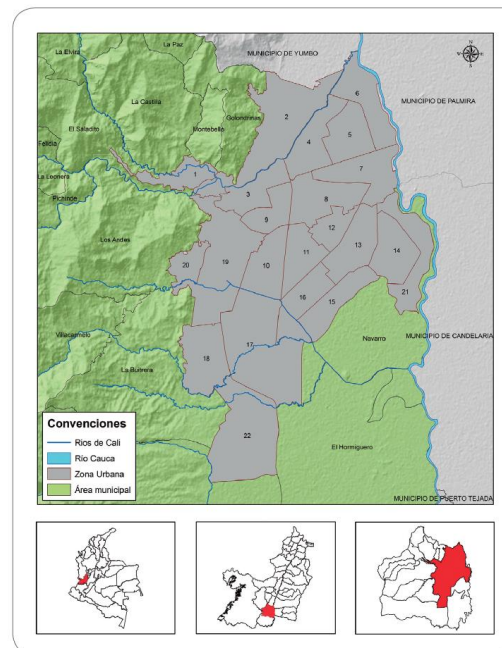 La Paz
La Elvira
MUNICIPIO DE YUMBO
N
La Castilla
6
MUNICIPIO DE PALMIRA
Golondrinas
2
El Saladito
Montebello
4
5
Felidia
7
1
La Leonera
3
8
Pichinde
9
12
Los Andes
11
13
14
20
19
10
16
15
21
Navarro
MUNICIPIO DE CANDELARIA
Villacarmelo
17
18
La Buitrera
Convenciones
Rios de Cali
Rio Cauca
Zona Urbana
Área municipal
22
El Hormiguero
MUNICIPIO DE PUERTO TEJADA